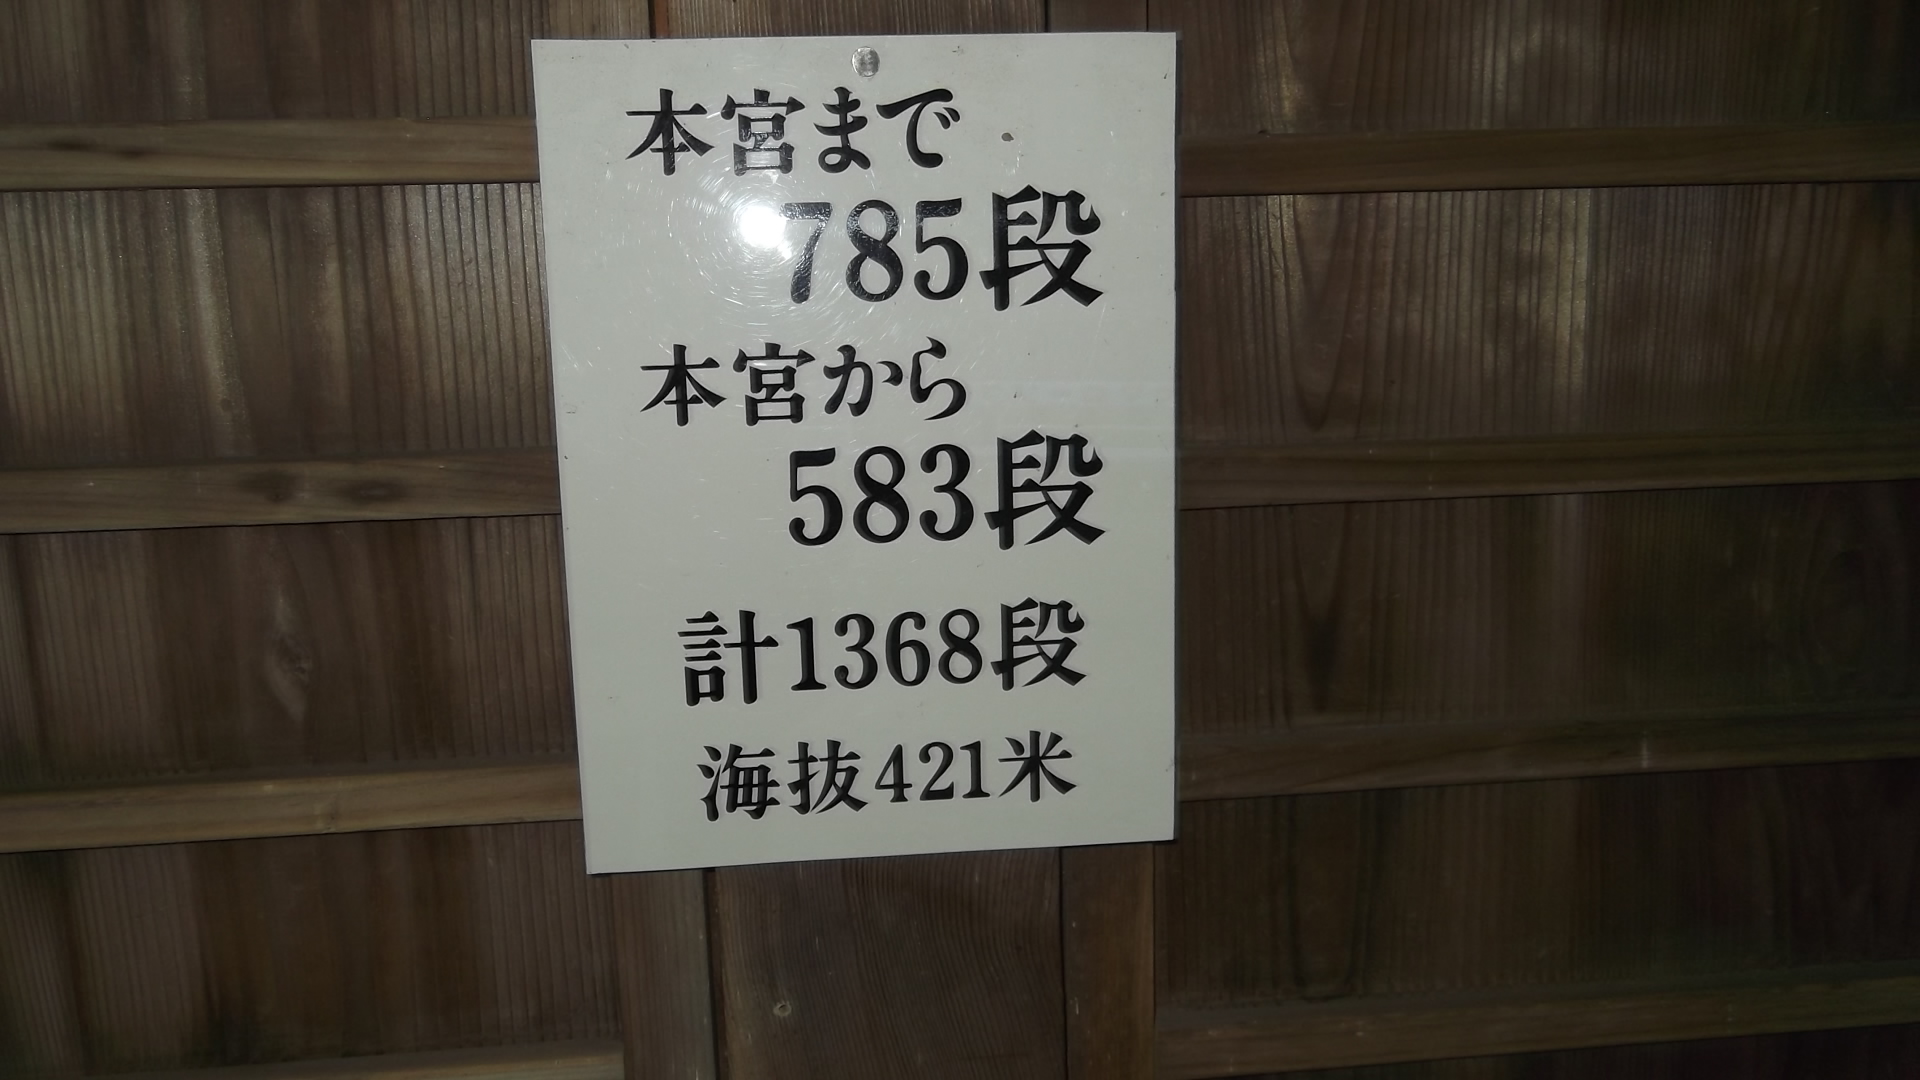 本宮まで
785段
本宮から
583段
計1368段
海抜421米